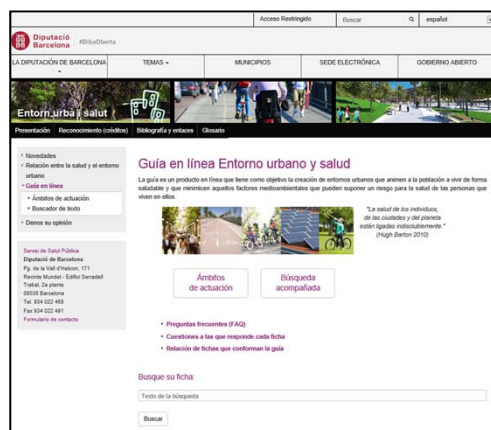 Acceso Restringido
Buscar
español
Diputació
Barcelona
#DibaOberta
LA DIPUTACIÓN DE BARCELONA
TEMAS
MUNICIPIOS
SEDE ELECTRÓNICA
GOBIERNO ABIERTO
Entorn urbà i salut
Presentación
Reconocimiento (créditos)
Bibliografía y enlaces
Glosario
Novedades
Relación entre la salud y el entorno
urbano
Guía en línea
Ámbitos de actuación
Buscador de texto
Denos su opinión
Servei de Salut Pública
Diputació de Barcelona
Pg. de la Vall d'Hebron, 171
Recinte Mundet - Edifici Serradell
Trabal, 2a planta
08035 Barcelona
Tel. 934 022 468
Fax 934 022 491
Formulario de contacto
Guía en línea Entorno urbano y salud
La guía es un producto en línea que tiene como objetivo la creación de entornos urbanos que animen a la población a vivir de forma
saludable y que minimicen aquellos factores medioambientales que pueden suponer un riesgo para la salud de las personas que
viven en ellos.
"La salud de los individuos,
de las ciudades y del planeta
están ligadas indisolublemente."
(Hugh Barton 2010)
Ámbitos
de actuación
Búsqueda
acompañada
Preguntas frecuentes (FAQ)
Cuestiones a las que responde cada ficha
Relación de fichas que conforman la guía
Busque su ficha:
Texto de la búsqueda
Buscar